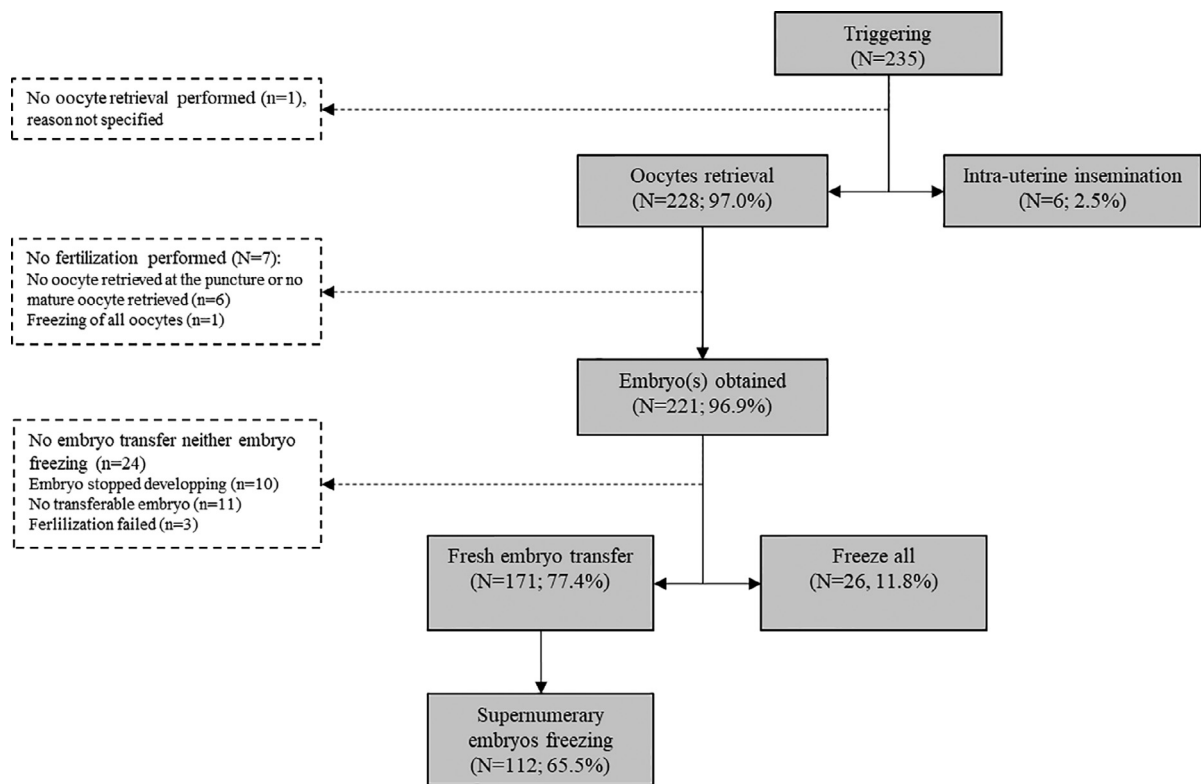 Triggering
(N=235)
No oocyte retrieval performed (n=1),
reason not specified
Oocytes retrieval
(N=228; 97.0%)
Intra-uterine insemination
(N=6; 2.5%)
No fertilization performed (N=7):
No oocyte retrieved at the puncture or no
mature oocyte retrieved (n=6)
Freezing of all oocytes (n=1)
Embryo(s) obtained
(N=221; 96.9%)
No embryo transfer neither embryo
freezing (n=24)
Embryo stopped developping (n=10)
No transferable embryo (n=11)
Ferlilization failed (n=3)
Fresh embryo transfer
(N=171; 77.4%)
Freeze all
(N=26, 11.8%)
Supernumerary
embryos freezing
(N=112; 65.5%)